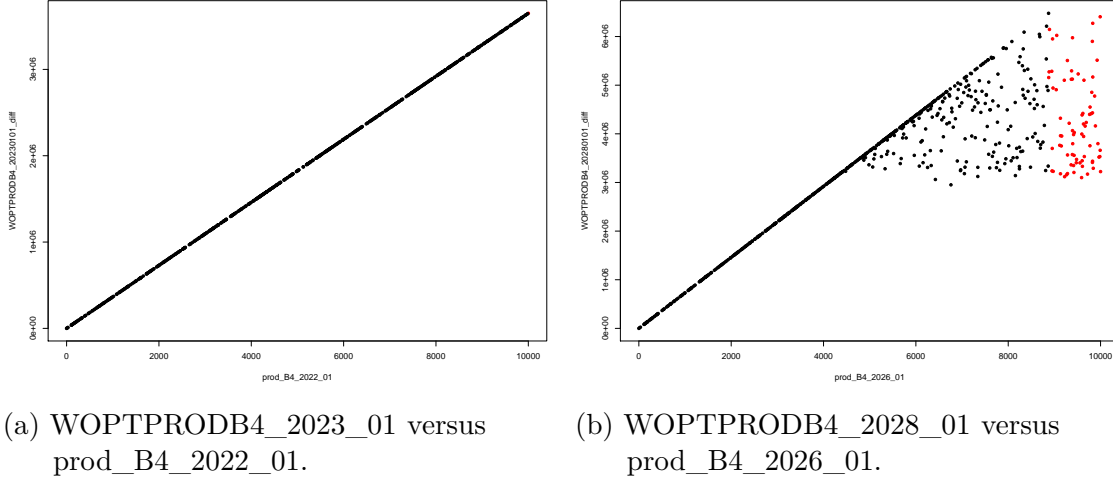 3e+06
2e+06
1e+06
0e+00
WOPTPRODB4_20230101_diff
0 2000 4000 6000 8000 10000
prod_B4_2022_01
6e+06
5e+06
4e+06
3e+06
2e+06
1e+06
0e+00
WOPTPRODB4_20280101_diff
0 2000 4000 6000 8000 10000
prod_B4_2026_01
(a) WOPTPRODB4_2023_01 versus
prod_B4_2022_01.
(b) WOPTPRODB4_2028_01 versus
prod_B4_2026_01.